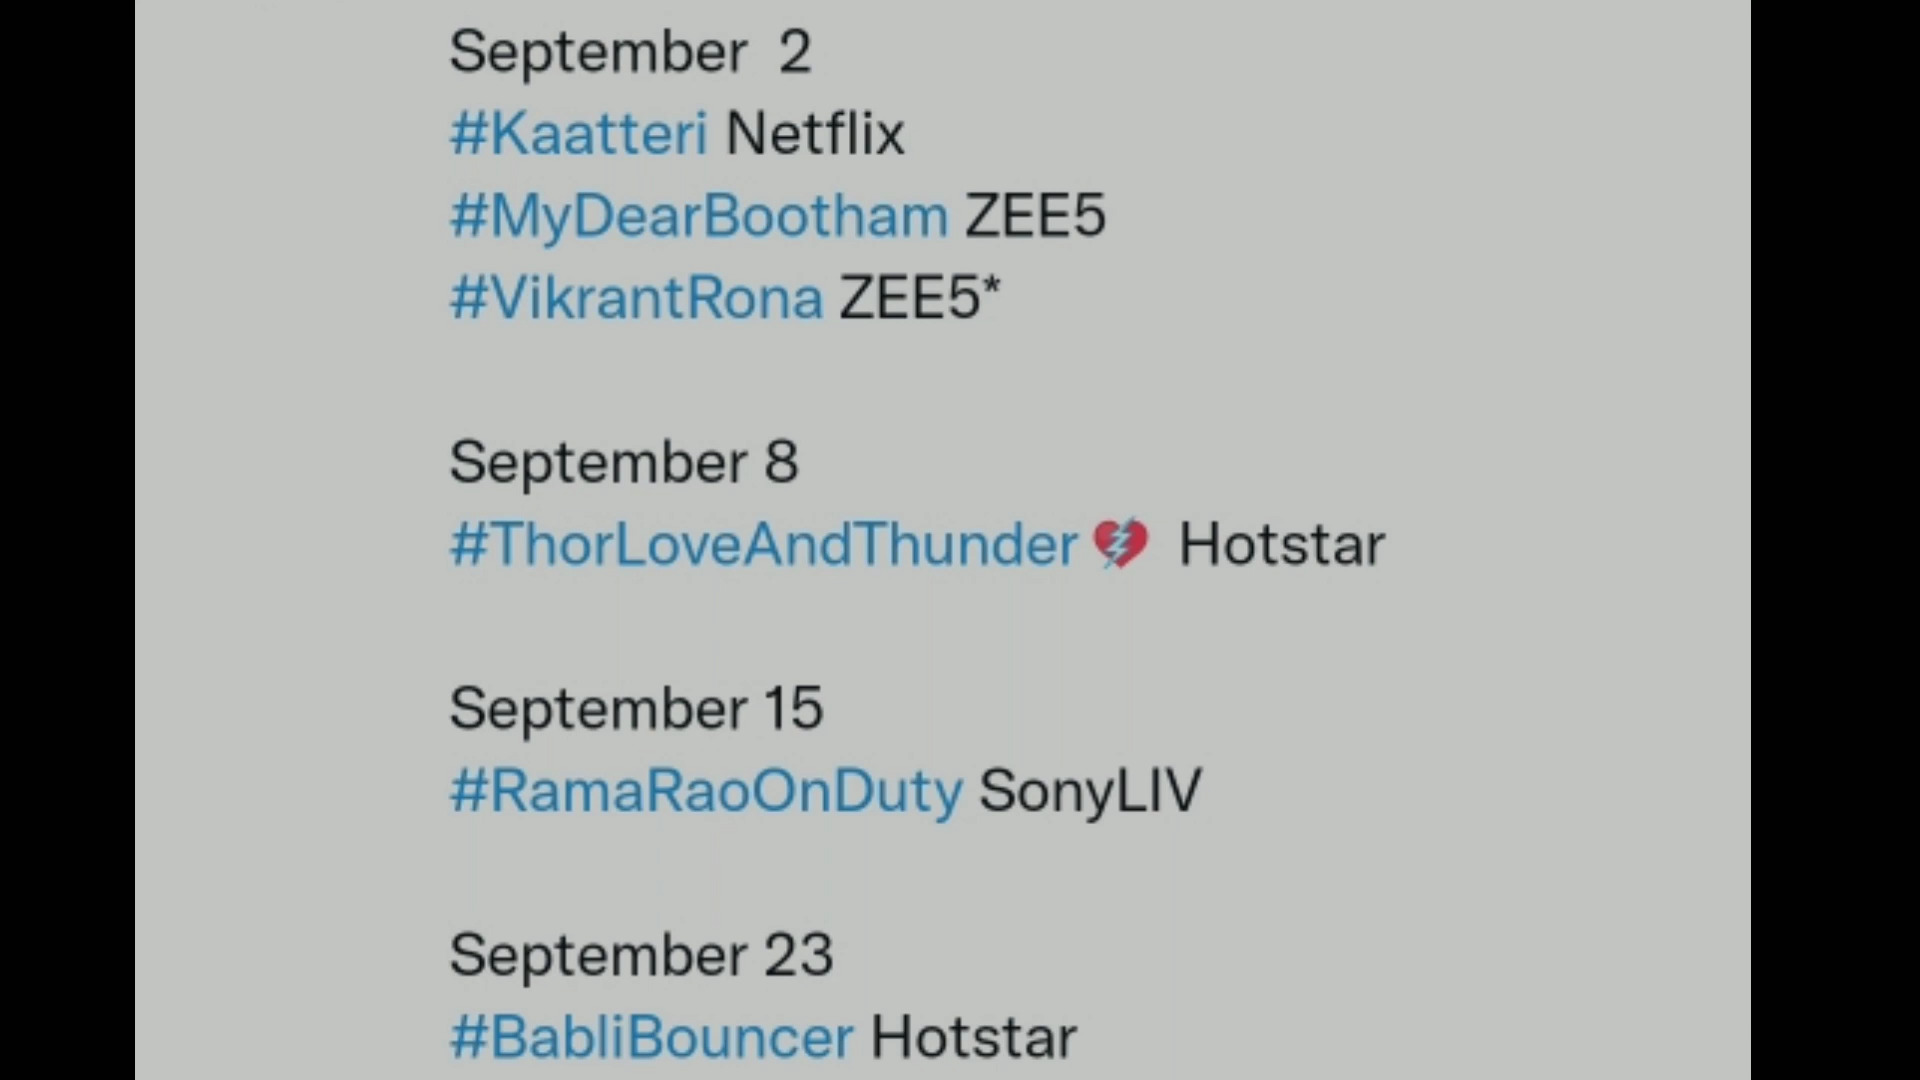 September 2
#Kaatteri Netflix
#MyDearBootham ZEE5
#VikrantRona ZEE5*
September 8
#ThorLoveAndThunder Hotstar
September 15
#RamaRaoOnDuty SonyLIV
September 23
#BabliBouncer Hotstar